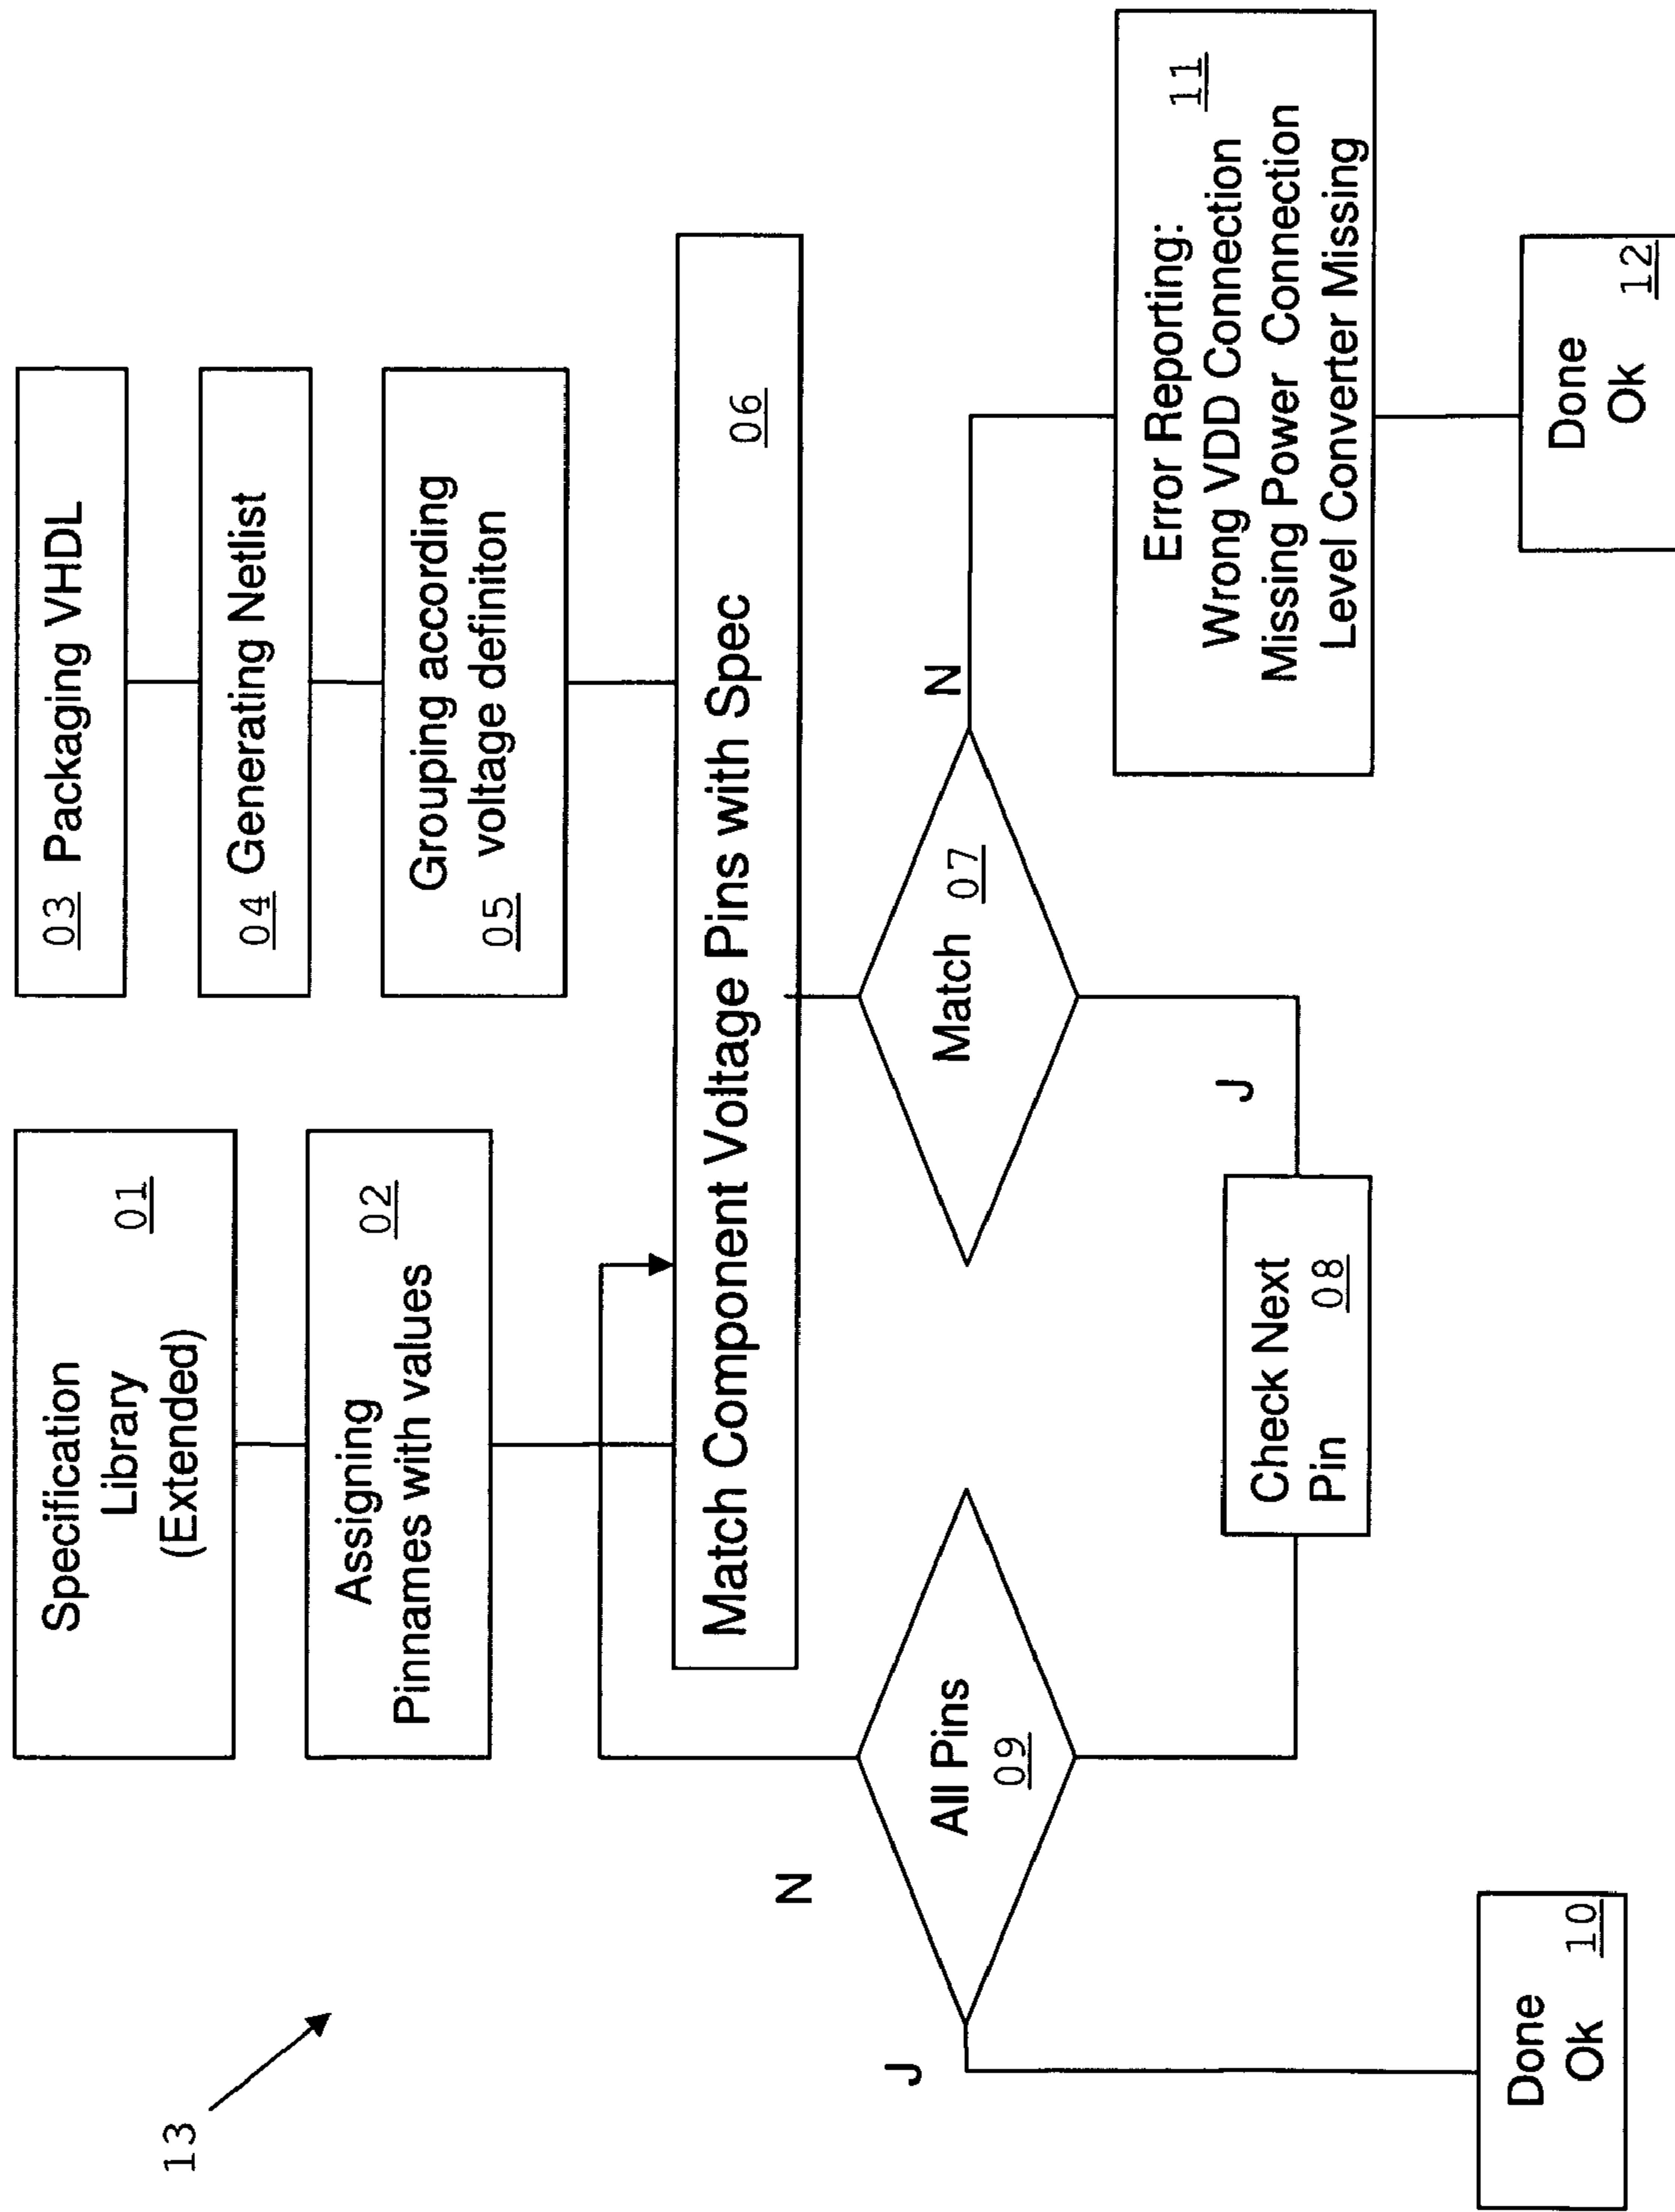 13
Specification
Library
(Extended)
01
Assigning
Pinnames with values
02
03 Packaging VHDL
04 Generating Netlist
Grouping according
05 voltage definiton
Match Component Voltage Pins with Spec 06
Match 07
N
J
Check Next
Pin 08
All Pins
09
N
J
Done
Ok 10
Error Reporting: 11
Wrong VDD Connection
Missing Power Connection
Level Converter Missing
Done
Ok 12